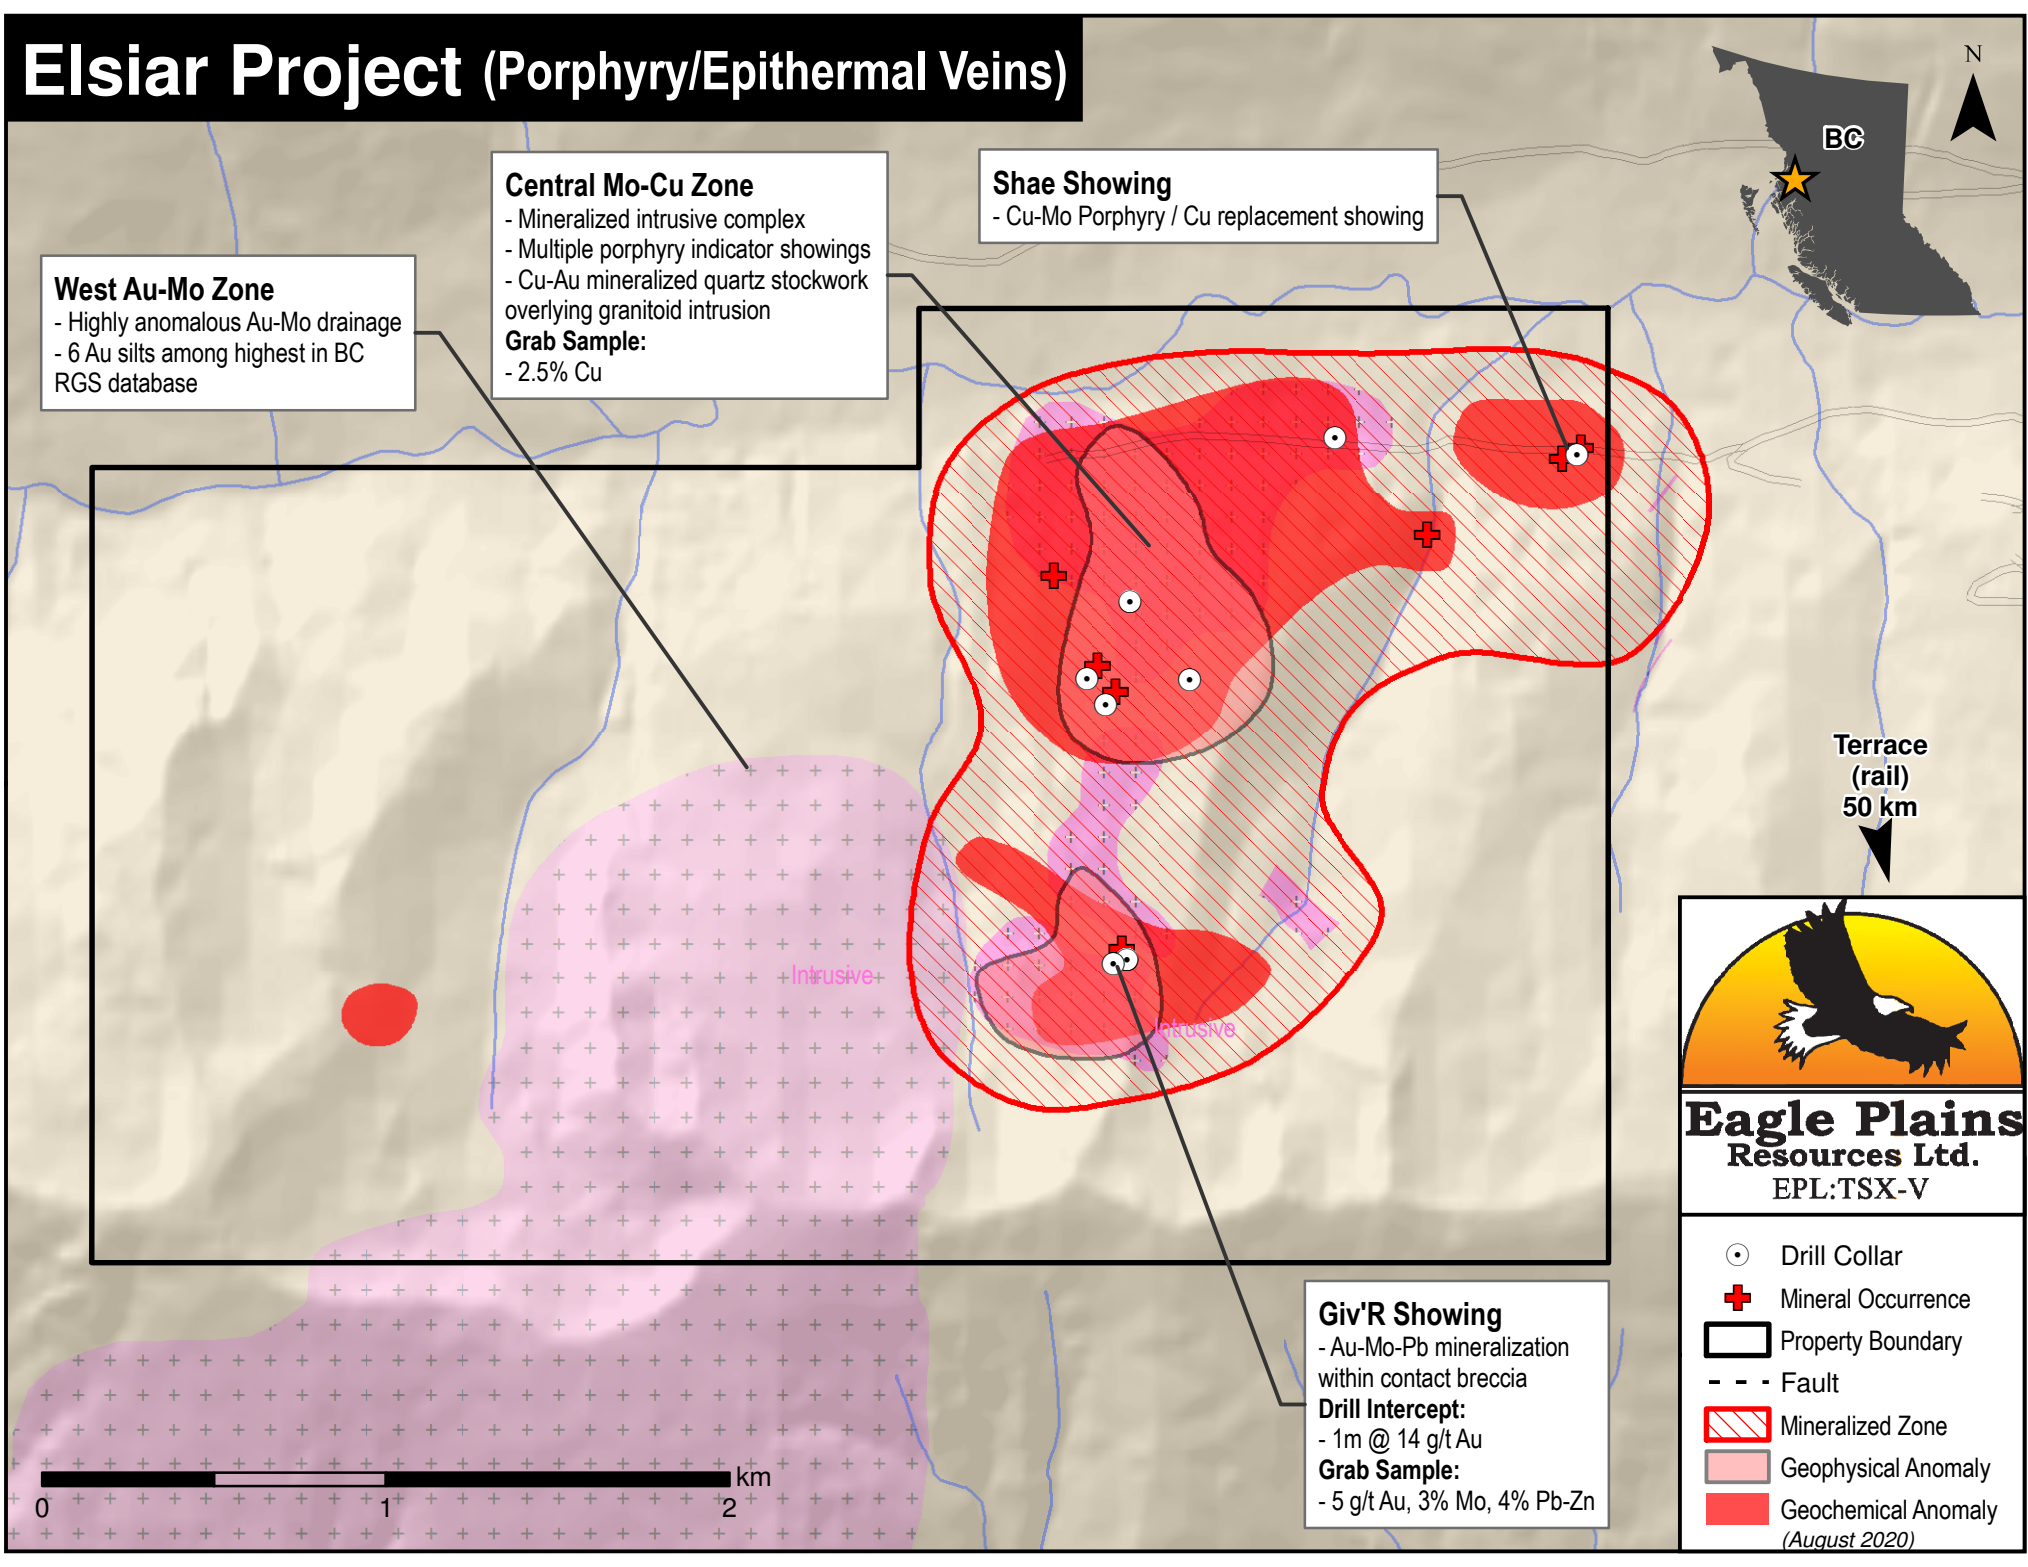 Elsiar Project (Porphyry/Epithermal Veins)
N
BC
Central Mo-Cu Zone
- Mineralized intrusive complex
- Multiple porphyry indicator showings
- Cu-Au mineralized quartz stockwork
overlying granitoid intrusion
Grab Sample:
- 2.5% Cu
Shae Showing
- Cu-Mo Porphyry / Cu replacement showing
West Au-Mo Zone
- Highly anomalous Au-Mo drainage
- 6 Au silts among highest in BC
RGS database
Terrace
(rail)
50 km
Intrusive
Intrusive
Eagle Plains
Resources Ltd.
EPL:TSX-V
Drill Collar
Mineral Occurrence
Property Boundary
Fault
Mineralized Zone
Geophysical Anomaly
Geochemical Anomaly
(August 2020)
Giv'R Showing
- Au-Mo-Pb mineralization
within contact breccia
Drill Intercept:
- 1m @ 14 g/t Au
Grab Sample:
- 5 g/t Au, 3% Mo, 4% Pb-Zn
km
0 1 2